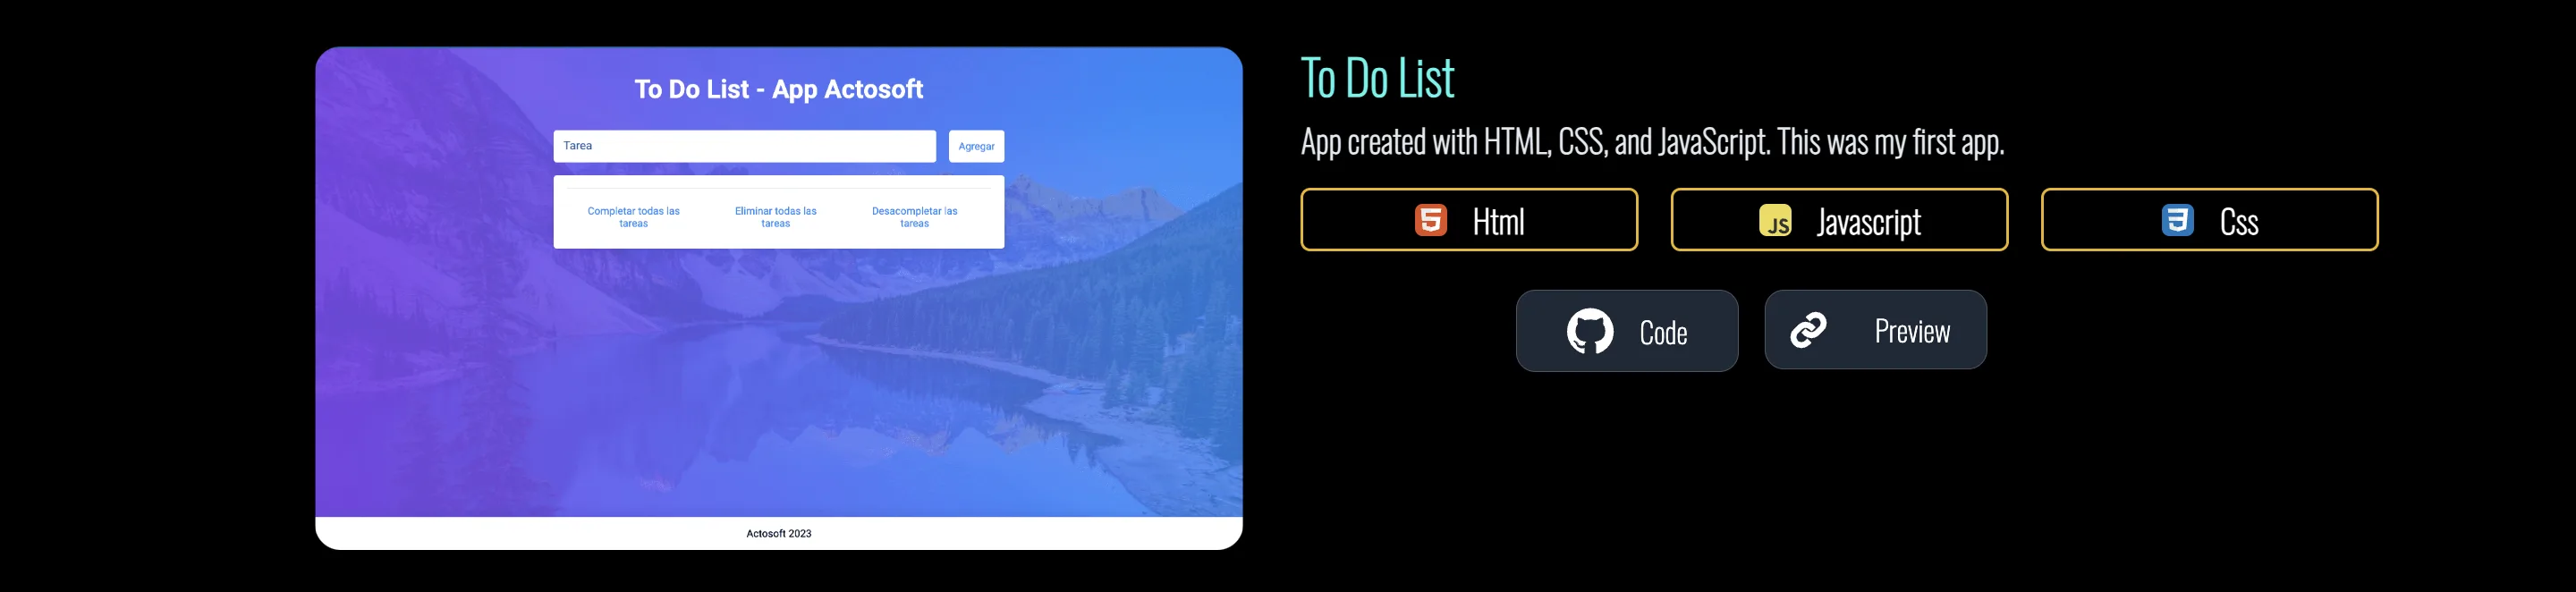 To Do List - App Actosoft
Tarea
Agregar
Completar todas las
tareas
Eliminar todas las
tareas
Desacompletar las
tareas
Actosoft 2023
To Do List
App created with HTML, CSS, and JavaScript. This was my first app.
Html
JS Javascript
Css
Code
Preview